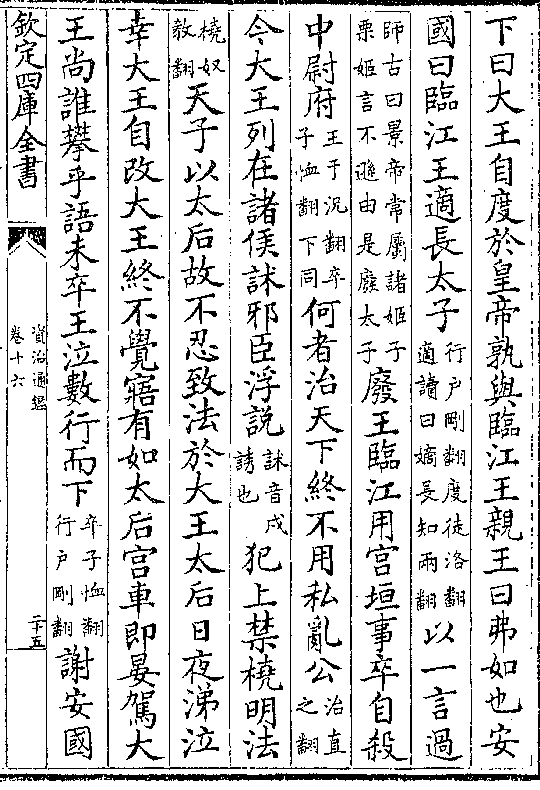 下曰大王自度於皇帝孰與臨江王親王曰弗如也安
國曰臨江王適長太子行戶剛翻度徒洛翻適讀曰嫡長知兩翻以一言過
師古曰景帝常屬諸姬子栗姬言不遜由是廢太子廢王臨江用宫垣事卒自殺
中尉府王于況翻卒子恤翻下同何者治天下終不用私亂公治直之翻
今大王列在諸侯訹邪臣浮說訹音戌誘也犯上禁橈明法
橈奴教翻天子以太后故不忍致法於大王太后日夜涕泣
幸大王自改大王終不覺寤有如太后宫車即晏駕大
王尚誰攀乎語未卒王泣數行而下卒子恤翻行戶剛翻謝安國
欽定四庫全書
資治通鑑
卷十六
二十五